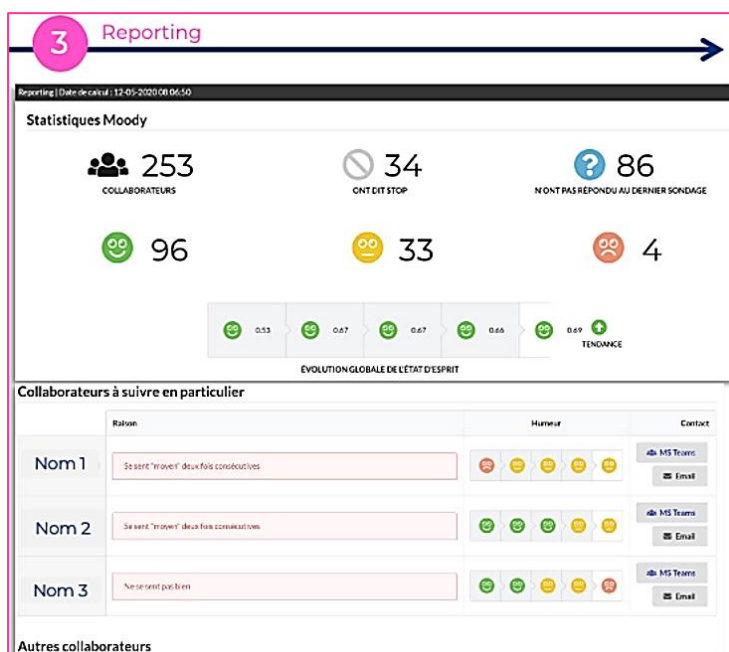 3 Reporting
Reporting | Date de calcul : 12-05-2020 08:06:50
Statistiques Moody
253 34 86
COLLABORATEURS ONT DIT STOP N'ONT PAS RÉPONDU AU DERNIER SONDAGE
96 33 4
0.53 0.67 0.67 0.66 0.69
TENDANCE
ÉVOLUTION GLOBALE DE L'ÉTAT D'ESPRIT
Collaborateurs à suivre en particulier
Raison Humeur Contact
Nom 1 Se sent "moyen" deux fois consécutives MS Teams
Email
Nom 2 Se sent "moyen" deux fois consécutives MS Teams
Email
Nom 3 Ne se sent pas bien MS Teams
Email
Autres collaborateurs